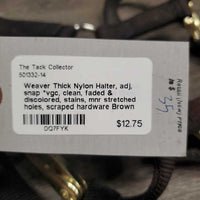 The Tack Collector
501332-14
Weaver Thick Nylon Halter, adj,
snap *vgc, clean, faded &
discolored, stains, mnr stretched
holes, scraped hardware Brown
$12.75
DQ7FYK